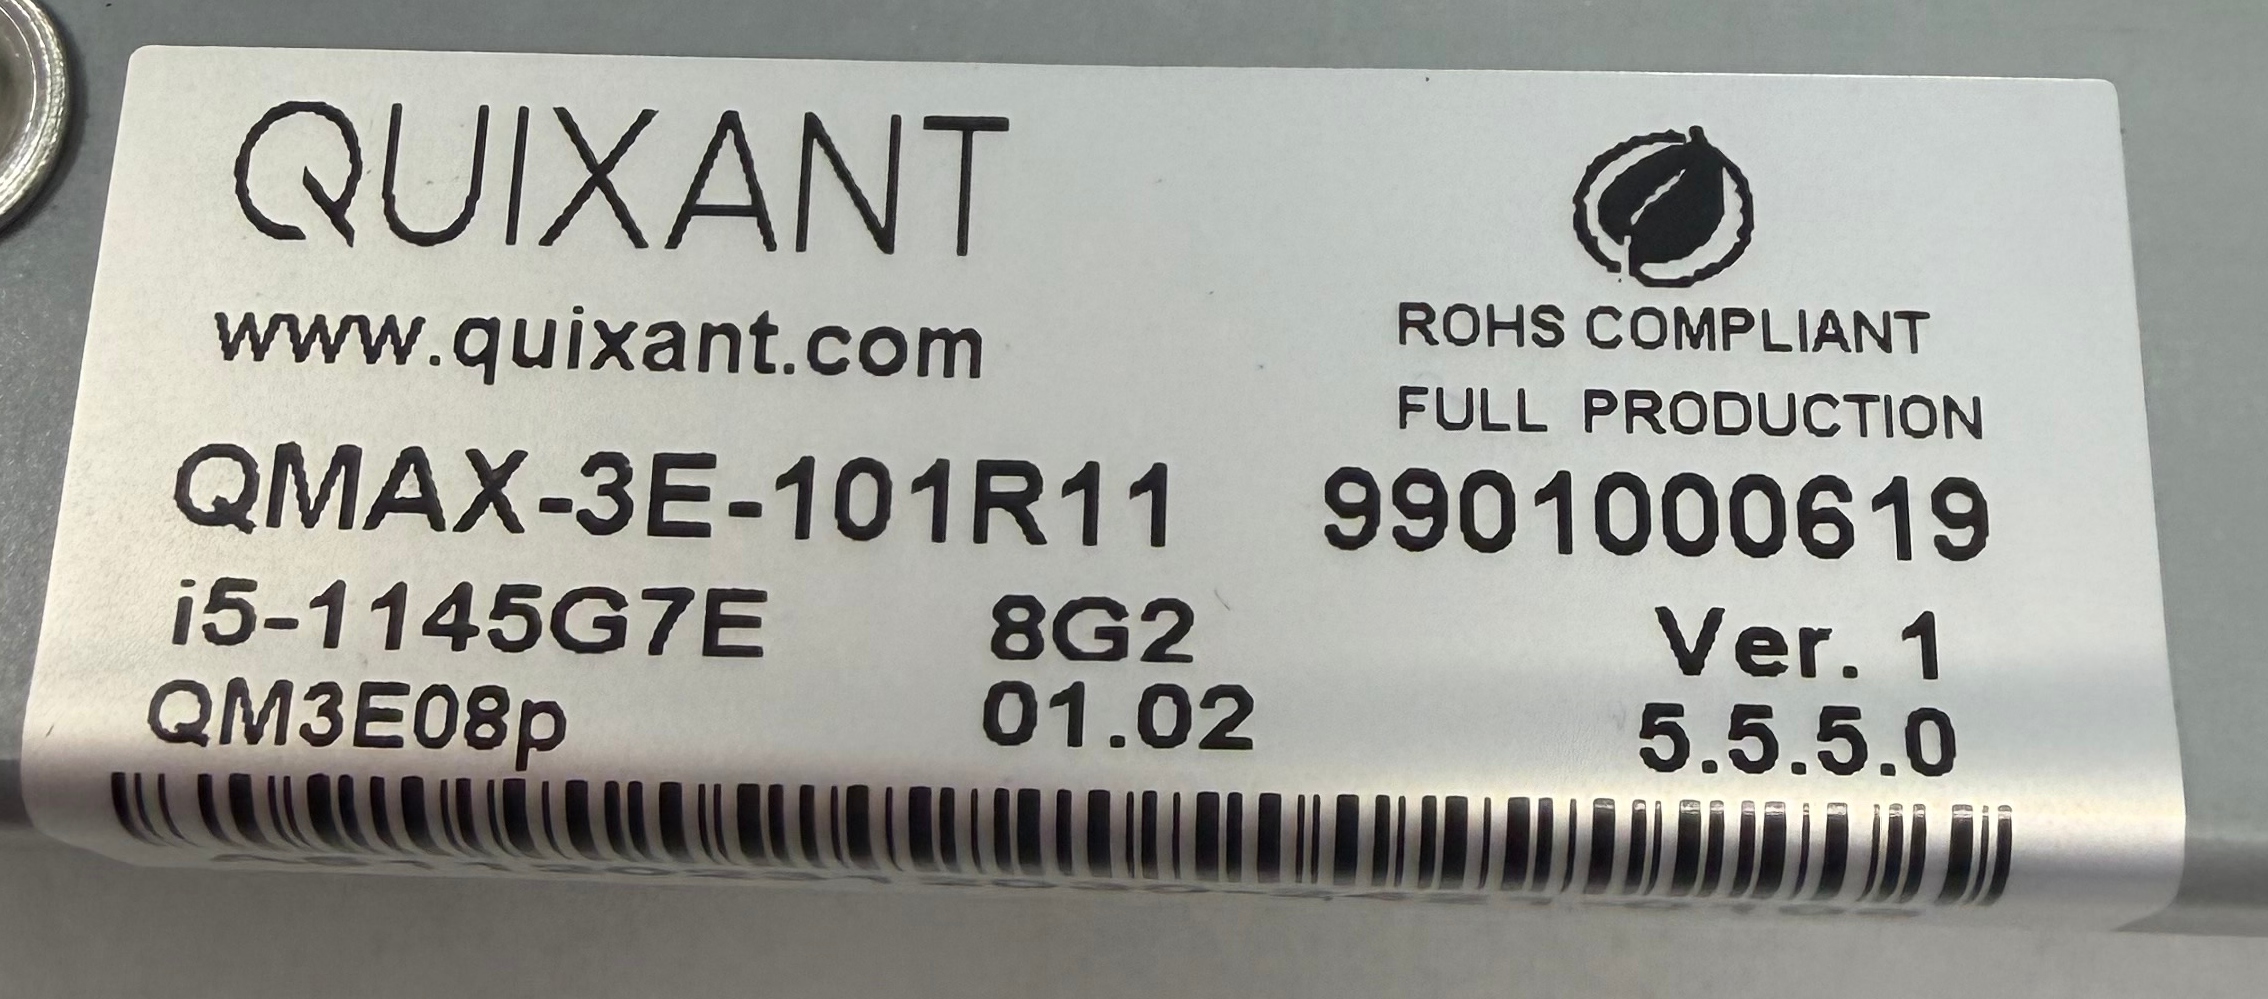 QUIXANT
www.quixant.com
ROHS COMPLIANT
FULL PRODUCTION
QMAX-3E-101R11 9901000619
i5-1145G7E 8G2 Ver. 1
QM3E08p 01.02 5.5.5.0